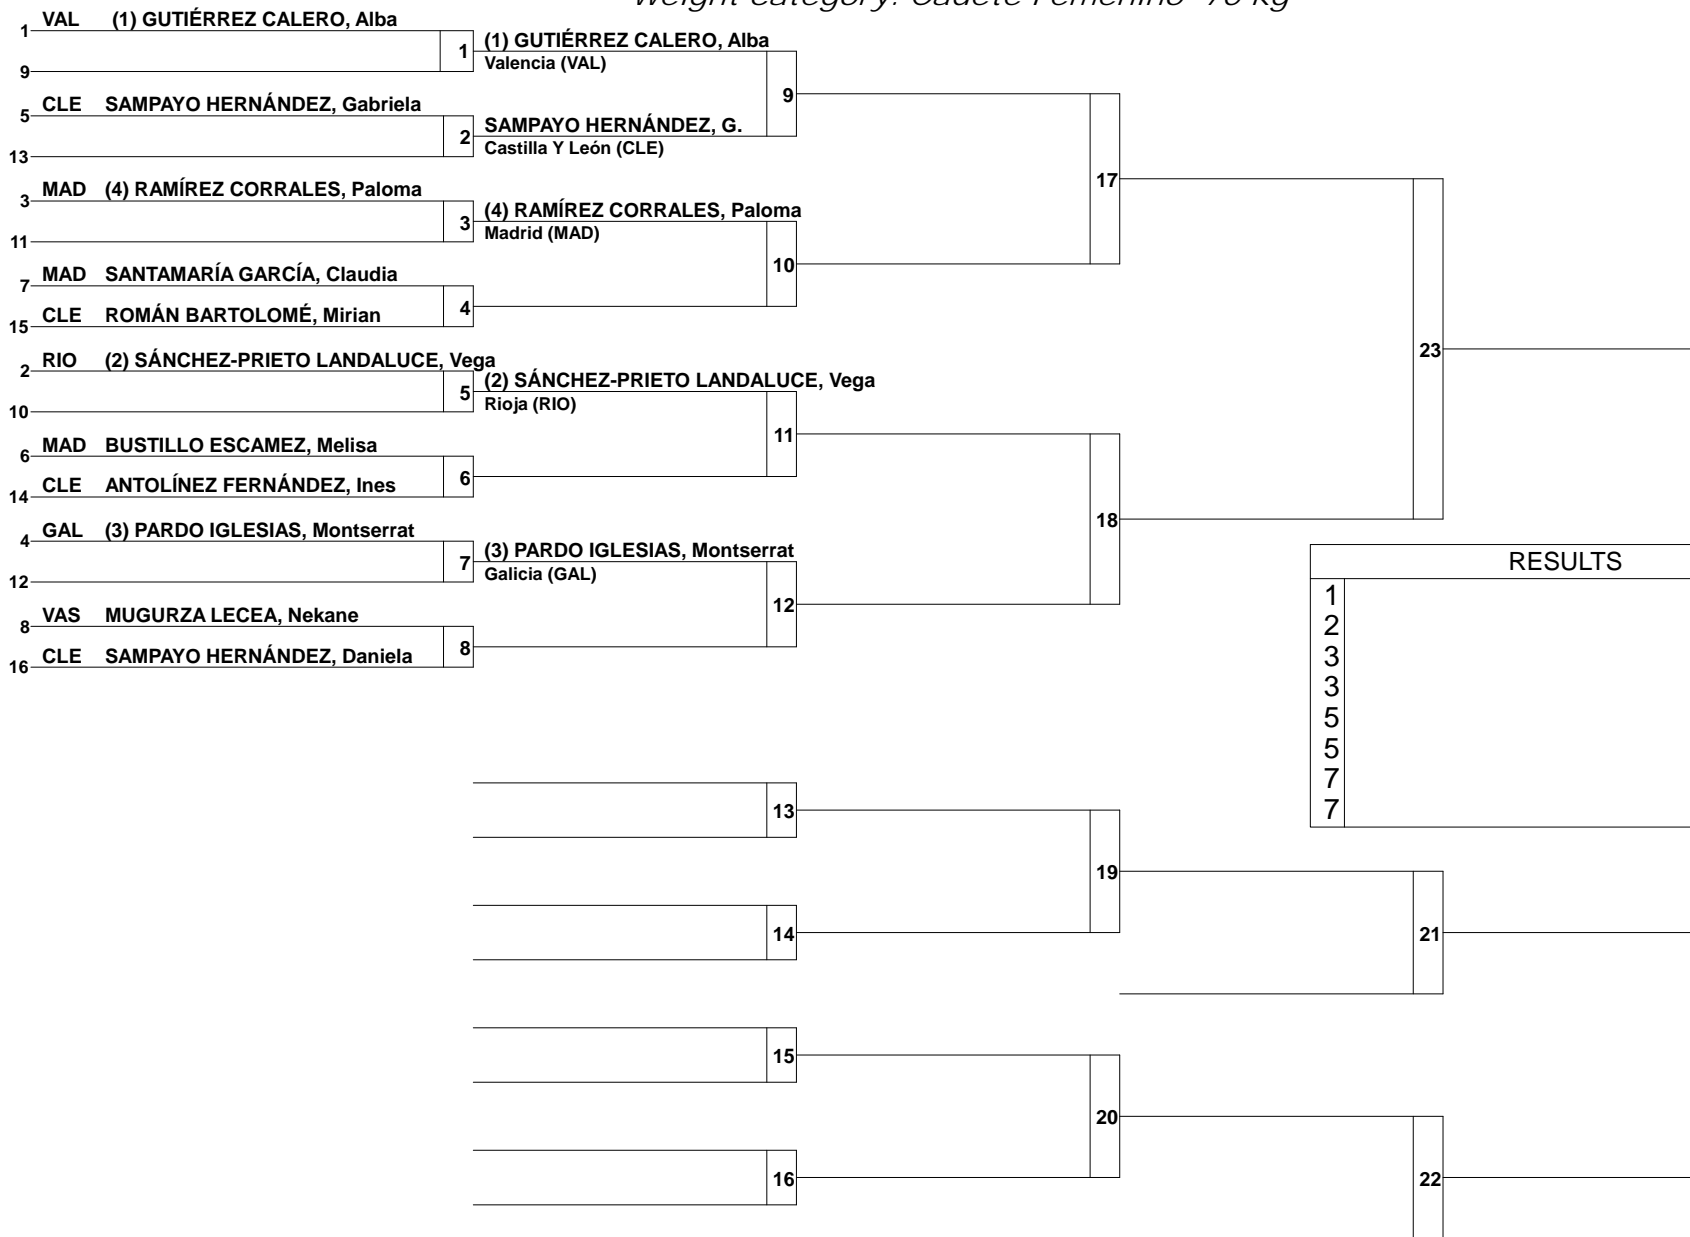 Weight category: Cadete Femenino -70 kg
1 VAL (1) GUTIÉRREZ CALERO, Alba
9
1
5 CLE SAMPAYO HERNÁNDEZ, Gabriela
13
2
3 MAD (4) RAMÍREZ CORRALES, Paloma
11
3
7 MAD SANTAMARÍA GARCÍA, Claudia
15 CLE ROMÁN BARTOLOMÉ, Mirian
4
2 RIO (2) SÁNCHEZ-PRIETO LANDALUCE, Vega
10
5
6 MAD BUSTILLO ESCAMEZ, Melisa
14 CLE ANTOLÍNEZ FERNÁNDEZ, Ines
6
4 GAL (3) PARDO IGLESIAS, Montserrat
12
7
8 VAS MUGURZA LECEA, Nekane
16 CLE SAMPAYO HERNÁNDEZ, Daniela
8
(1) GUTIÉRREZ CALERO, Alba
Valencia (VAL)
9
SAMPAYO HERNÁNDEZ, G.
Castilla Y León (CLE)
(4) RAMÍREZ CORRALES, Paloma
Madrid (MAD)
10
(2) SÁNCHEZ-PRIETO LANDALUCE, Vega
Rioja (RIO)
11
(3) PARDO IGLESIAS, Montserrat
Galicia (GAL)
12
17
18
23
RESULTS
1
2
3
3
5
5
7
7
13
14
19
21
15
16
20
22